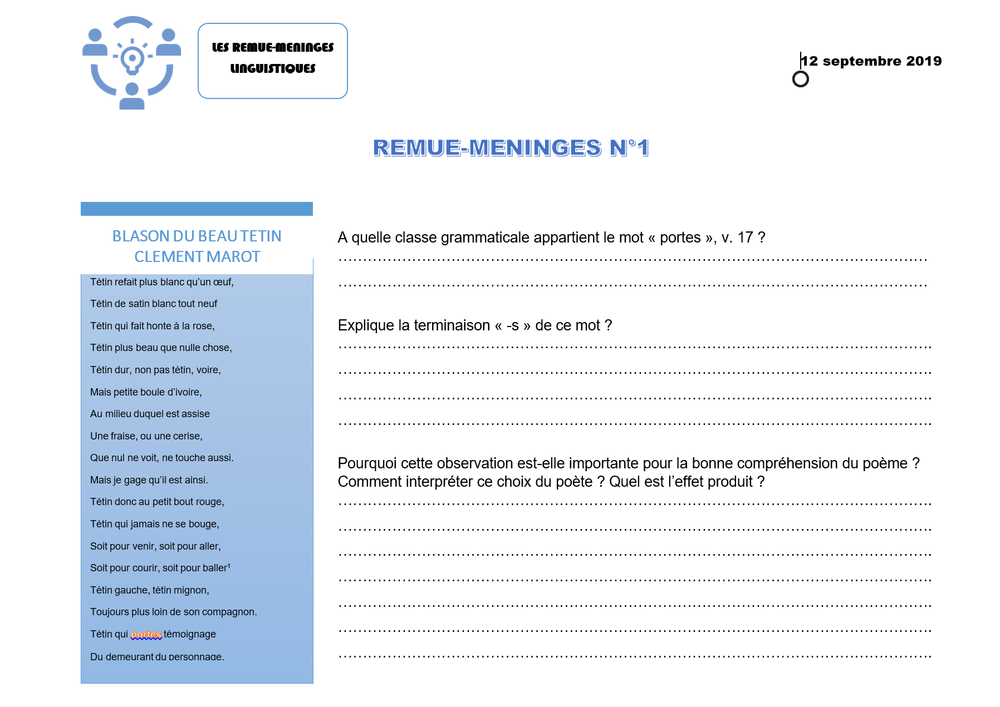 LES REMUE-MENINGES
LINGUISTIQUES
12 septembre 2019
REMUE-MENINGES N°1
BLASON DU BEAU TETIN
CLEMENT MAROT
Tétin refait plus blanc qu’un œuf,
Tétin de satin blanc tout neuf
Tétin qui fait honte à la rose,
Tétin plus beau que nulle chose,
Tétin dur, non pas tétin, voire,
Mais petite boule d’ivoire,
Au milieu duquel est assise
Une fraise, ou une cerise,
Que nul ne voit, ne touche aussi.
Mais je gage qu’il est ainsi.
Tétin donc au petit bout rouge,
Tétin qui jamais ne se bouge,
Soit pour venir, soit pour aller,
Soit pour courir, soit pour baller¹
Tétin gauche, tétin mignon,
Toujours plus loin de son compagnon.
Tétin qui portes témoignage
Du demeurant du personnage.
A quelle classe grammaticale appartient le mot « portes », v. 17 ?
Explique la terminaison « -s » de ce mot ?
Pourquoi cette observation est-elle importante pour la bonne compréhension du poème ?
Comment interpréter ce choix du poète ? Quel est l’effet produit ?